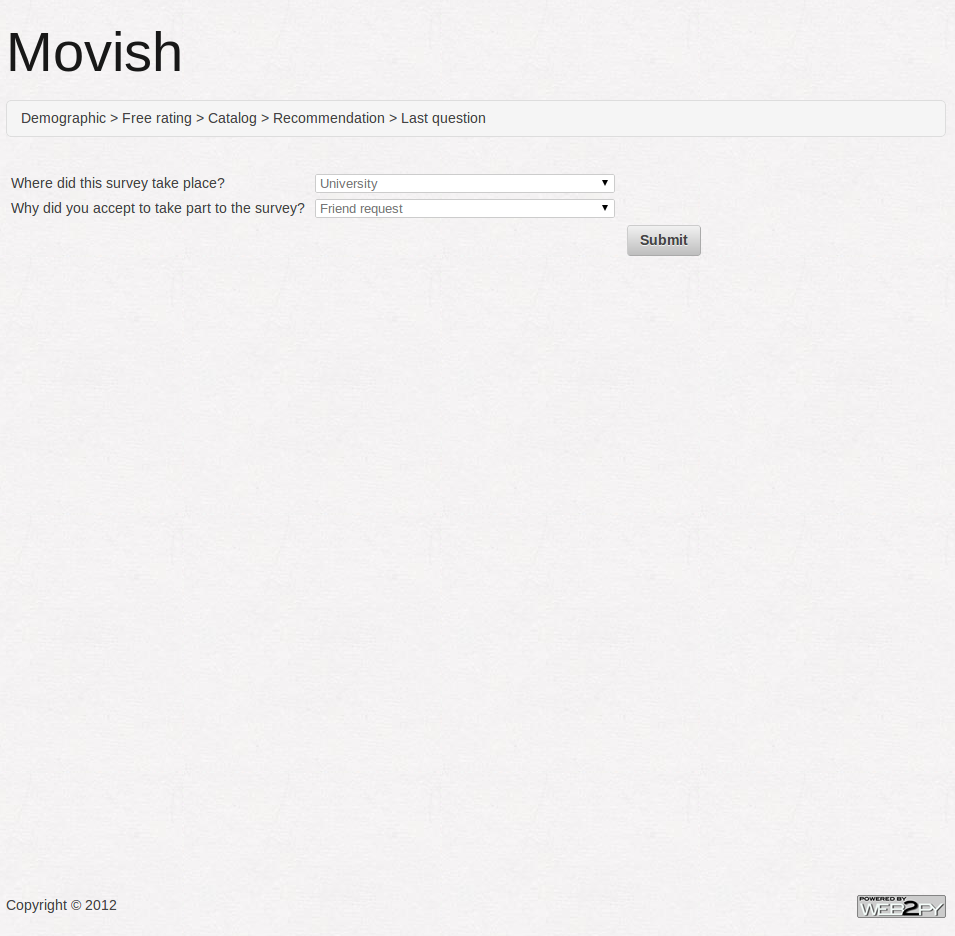 Movish
Demographic > Free rating > Catalog > Recommendation > Last question
Where did this survey take place? University
Why did you accept to take part to the survey? Friend request
Submit
Copyright © 2012
POWERED BY
WEB2PY